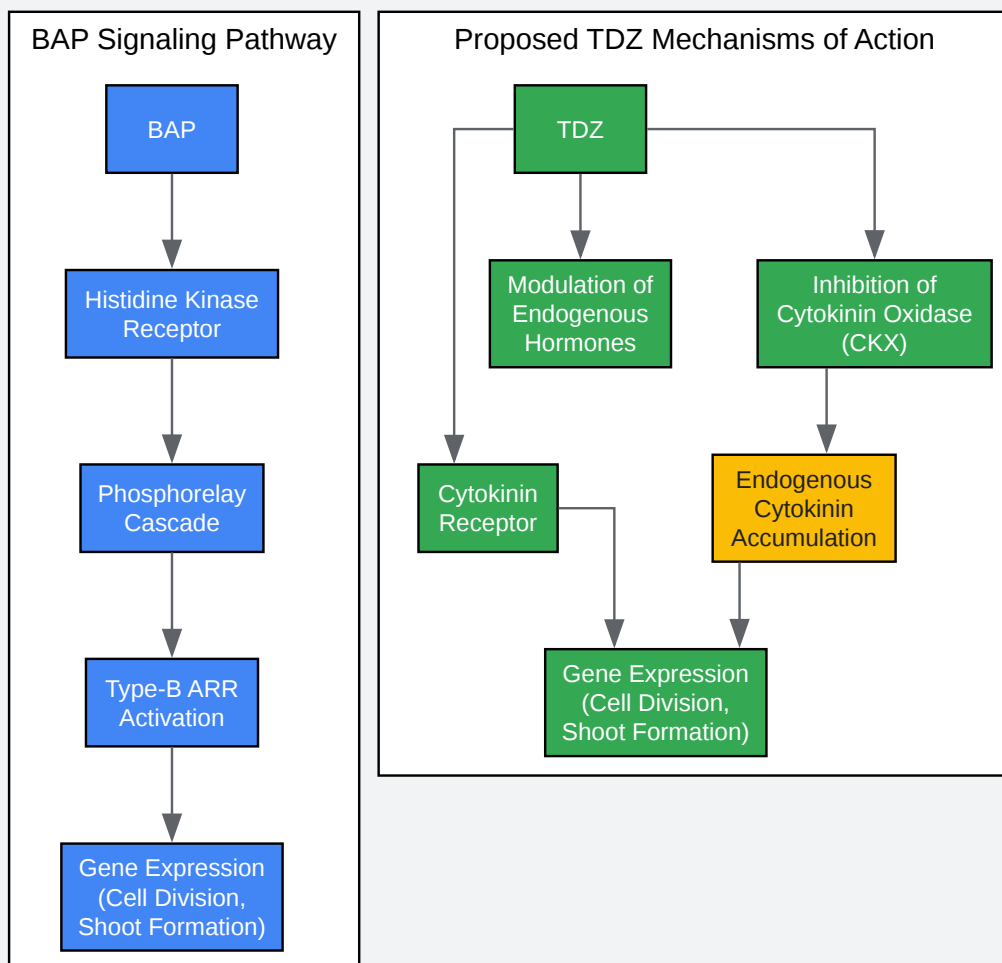 BAP Signaling Pathway
BAP
Histidine Kinase
Receptor
Phosphorelay
Cascade
Type-B ARR
Activation
Gene Expression
(Cell Division,
Shoot Formation)
Proposed TDZ Mechanisms of Action
TDZ
Modulation of
Endogenous
Hormones
Inhibition of
Cytokinin Oxidase
(CKX)
Cytokinin
Receptor
Endogenous
Cytokinin
Accumulation
Gene Expression
(Cell Division,
Shoot Formation)